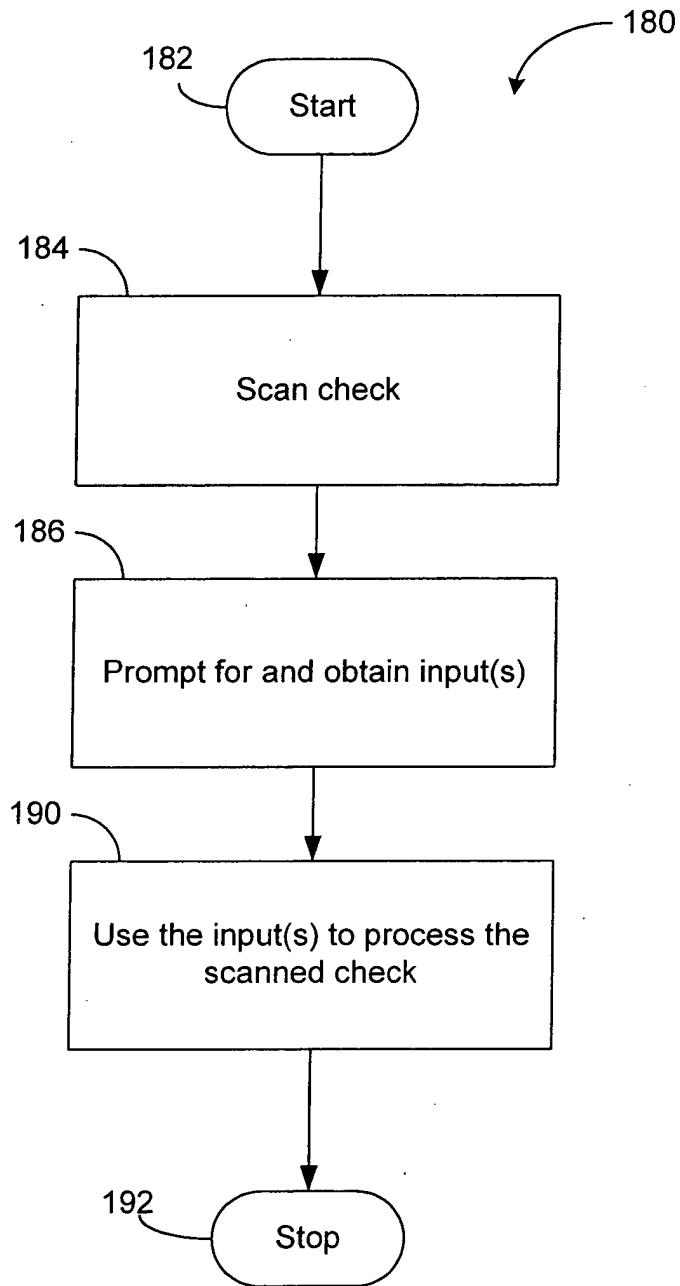 180
182
Start
184
Scan check
186
Prompt for and obtain input(s)
190
Use the input(s) to process the
scanned check
192
Stop